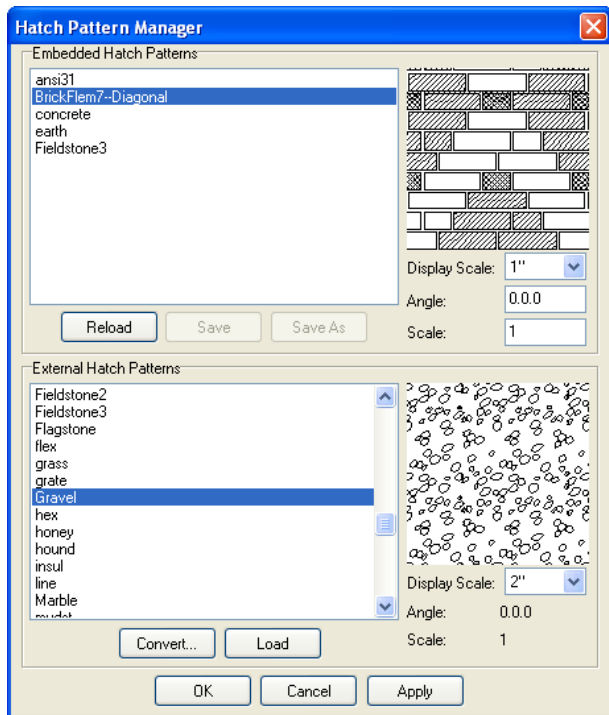 Hatch Pattern Manager
Embedded Hatch Patterns
ansi31
BrickFlem7--Diagonal
concrete
earth
Fieldstone3
Display Scale: 1"
Angle: 0.0.0
Scale: 1
Reload Save Save As
External Hatch Patterns
Fieldstone2
Fieldstone3
Flagstone
flex
grass
grate
Gravel
hex
honey
hound
insul
line
Marble
Display Scale: 2"
Angle: 0.0.0
Scale: 1
Convert... Load
OK Cancel Apply